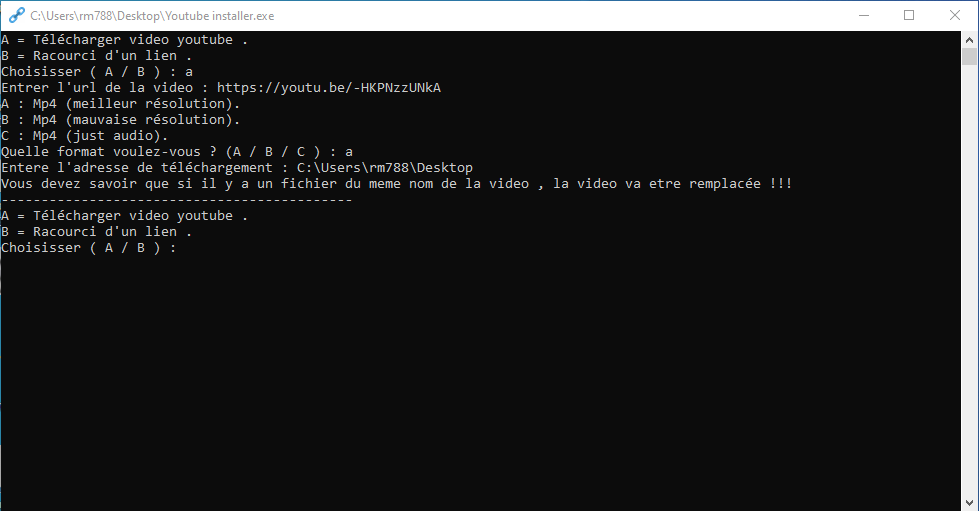 C:\Users\rm788\Desktop\Youtube installer.exe
A = Télécharger video youtube .
B = Racourci d'un lien .
Choisisser ( A / B ) : a
Entrer l'url de la video : https://youtu.be/-HKPNzzUNkA
A : Mp4 (meilleur résolution).
B : Mp4 (mauvaise résolution).
C : Mp4 (just audio).
Quelle format voulez-vous ? (A / B / C ) : a
Entere l'adresse de téléchargement : C:\Users\rm788\Desktop
Vous devez savoir que si il y a un fichier du meme nom de la video , la video va etre remplacée !!!
--------------------------------------------
A = Télécharger video youtube .
B = Racourci d'un lien .
Choisisser ( A / B ) :